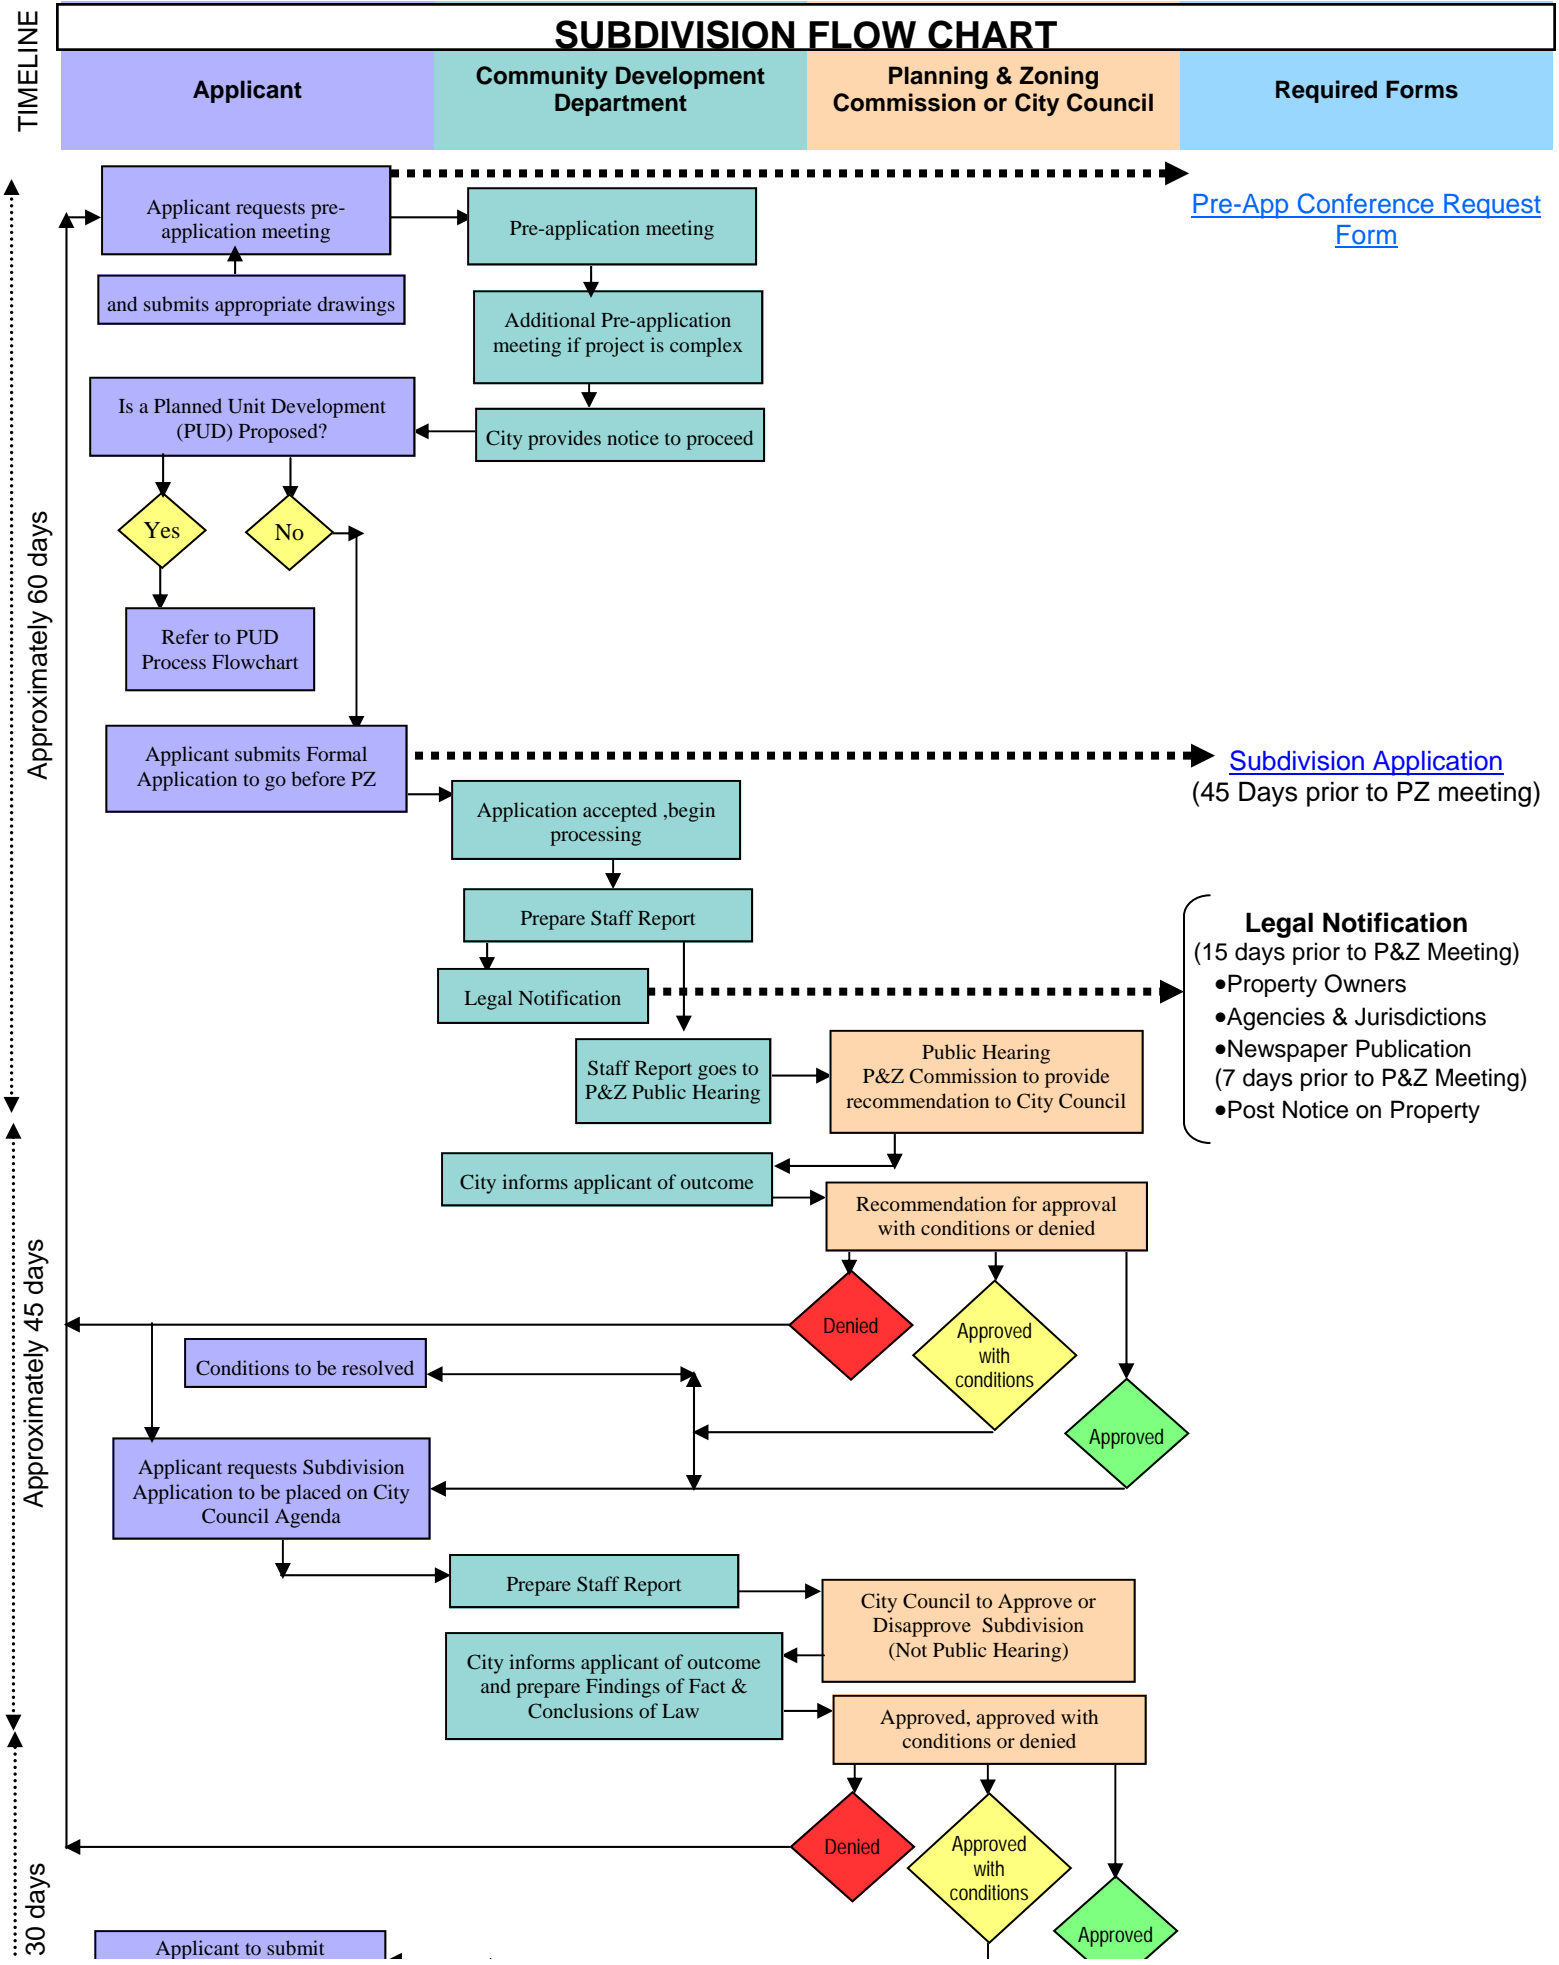 TIMELINE
SUBDIVISION FLOW CHART
Applicant
Community Development
Department
Planning & Zoning
Commission or City Council
Required Forms
Applicant requests pre-
application meeting
and submits appropriate drawings
Pre-application meeting
Pre-App Conference Request
Form
Additional Pre-application
meeting if project is complex
Is a Planned Unit Development
(PUD) Proposed?
City provides notice to proceed
Yes
No
Refer to PUD
Process Flowchart
Approximately 60 days
Applicant submits Formal
Application to go before PZ
Subdivision Application
(45 Days prior to PZ meeting)
Application accepted ,begin
processing
Prepare Staff Report
Legal Notification
Legal Notification
(15 days prior to P&Z Meeting)
•Property Owners
•Agencies & Jurisdictions
•Newspaper Publication
(7 days prior to P&Z Meeting)
•Post Notice on Property
Staff Report goes to
P&Z Public Hearing
Public Hearing
P&Z Commission to provide
recommendation to City Council
City informs applicant of outcome
Recommendation for approval
with conditions or denied
Approximately 45 days
Denied
Approved
with
conditions
Approved
Conditions to be resolved
Applicant requests Subdivision
Application to be placed on City
Council Agenda
Prepare Staff Report
City Council to Approve or
Disapprove  Subdivision
(Not Public Hearing)
City informs applicant of outcome
and prepare Findings of Fact &
Conclusions of Law
Approved, approved with
conditions or denied
Denied
Approved
with
conditions
Approved
30 days
Applicant to submit